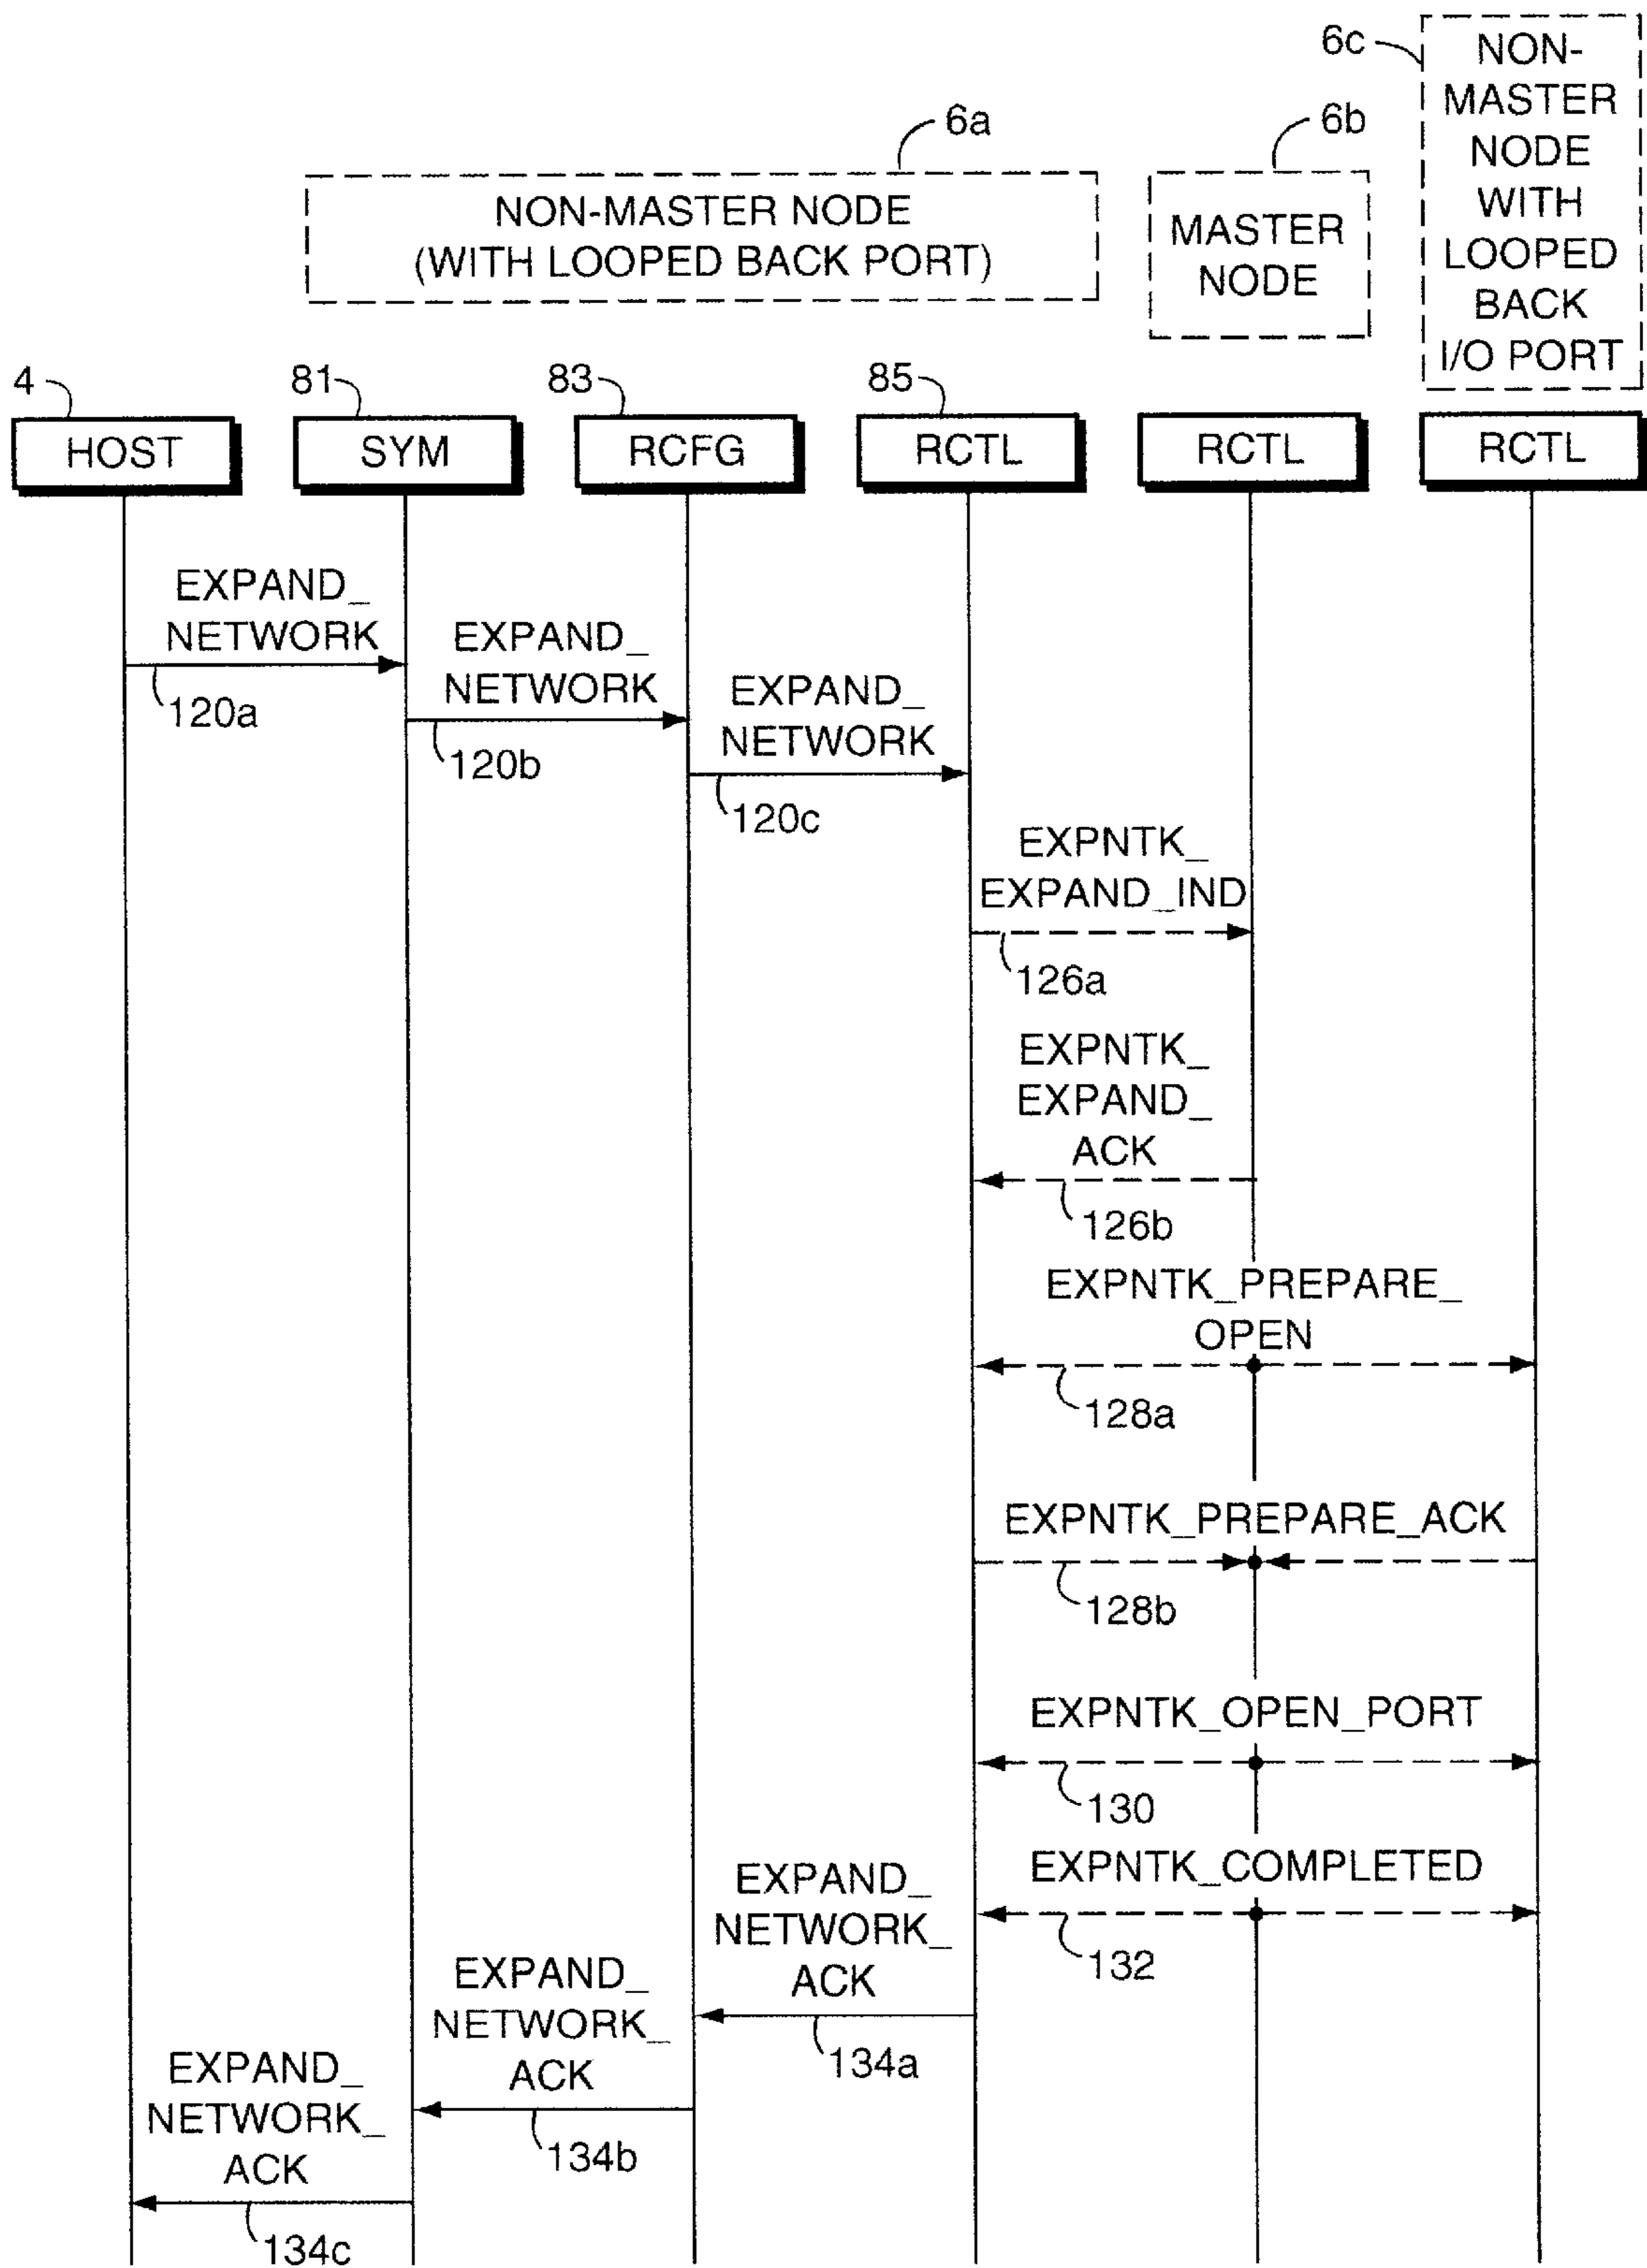 6c
NON-
MASTER
NODE
WITH
LOOPED
BACK
I/O PORT
6a
6b
NON-MASTER NODE
(WITH LOOPED BACK PORT)
MASTER
NODE
4
81
83
85
HOST
SYM
RCFG
RCTL
RCTL
RCTL
EXPAND_
NETWORK
120a
EXPAND_
NETWORK
120b
EXPAND_
NETWORK
120c
EXPNTK_
EXPAND_IND
126a
EXPNTK_
EXPAND_
ACK
126b
EXPNTK_PREPARE_
OPEN
128a
EXPNTK_PREPARE_ACK
128b
EXPNTK_OPEN_PORT
130
EXPNTK_COMPLETED
132
EXPAND_
NETWORK_
ACK
134a
EXPAND_
NETWORK_
ACK
134b
EXPAND_
NETWORK_
ACK
134c